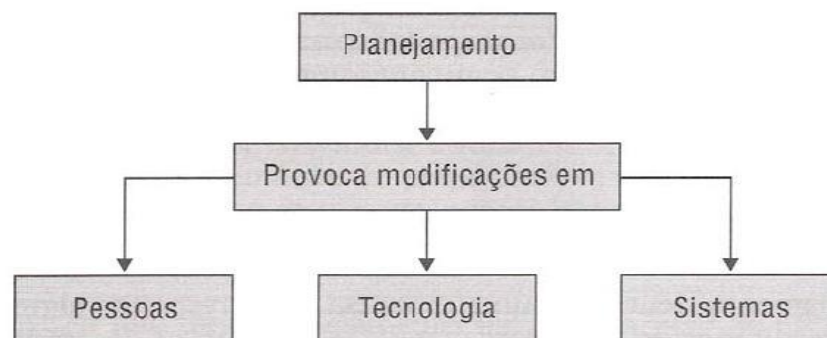 Planejamento
Provoca modificações em
Pessoas
Tecnologia
Sistemas